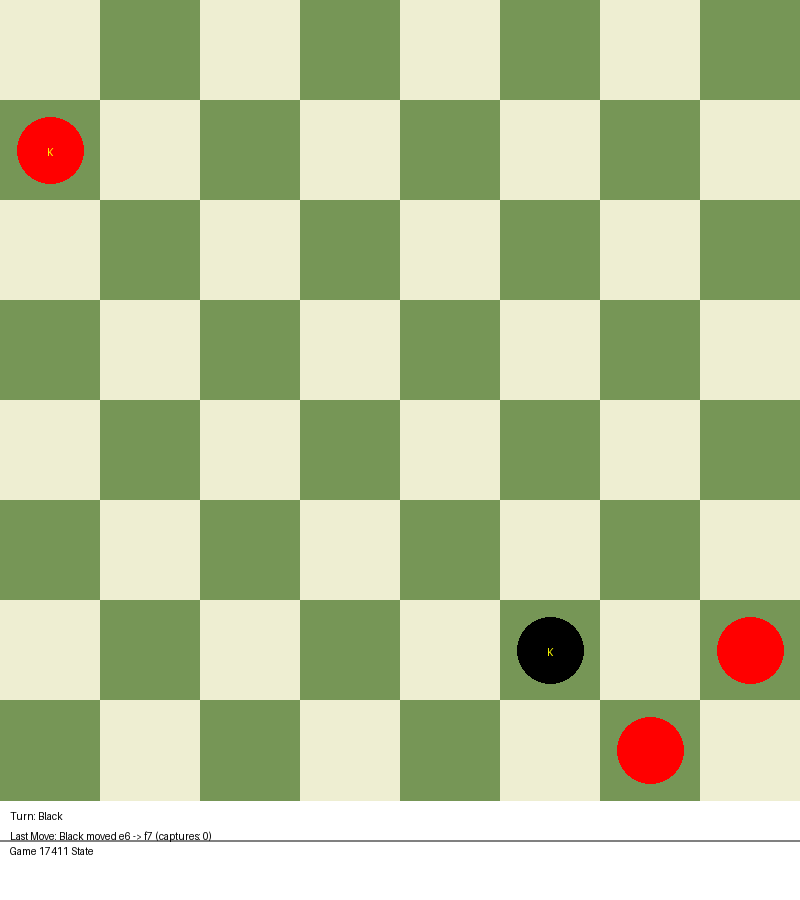 K
K
Turn: Black
Last Move: Black moved e6 -> f7 (captures: 0)
Game 17411 State